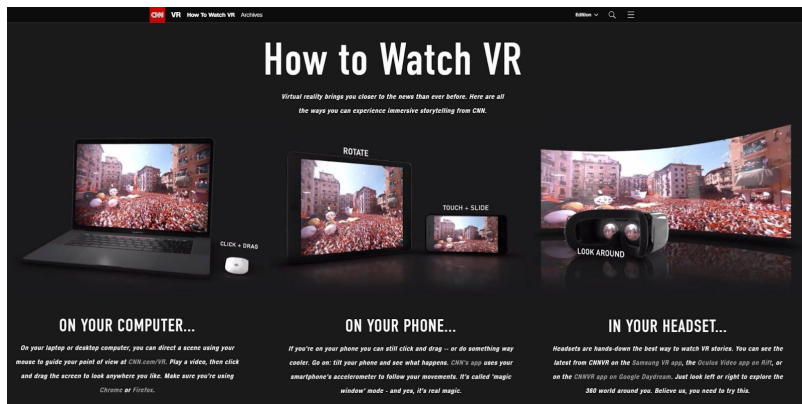 CNN VR How To Watch VR Archives Edition
How to Watch VR
Virtual reality brings you closer to the news than ever before. Here are all
the ways you can experience immersive storytelling from CNN.
ROTATE
TOUCH + SLIDE
CLICK + DRAG
LOOK AROUND
ON YOUR COMPUTER...
On your laptop or desktop computer, you can direct a scene using your
mouse to guide your point of view at CNN.com/VR. Play a video, then click
and drag the screen to look anywhere you like. Make sure you're using
Chrome or Firefox.
ON YOUR PHONE...
If you're on your phone you can still click and drag -- or do something way
cooler. Go on: tilt your phone and see what happens. CNN's app uses your
smartphone's accelerometer to follow your movements. It's called 'magic
window' mode - and yes, it's real magic.
IN YOUR HEADSET...
Headsets are hands-down the best way to watch VR stories. You can see the
latest from CNNVR on the Samsung VR app, the Oculus Video app on Rift, or
on the CNNVR app on Google Daydream. Just look left or right to explore the
360 world around you. Believe us, you need to try this.